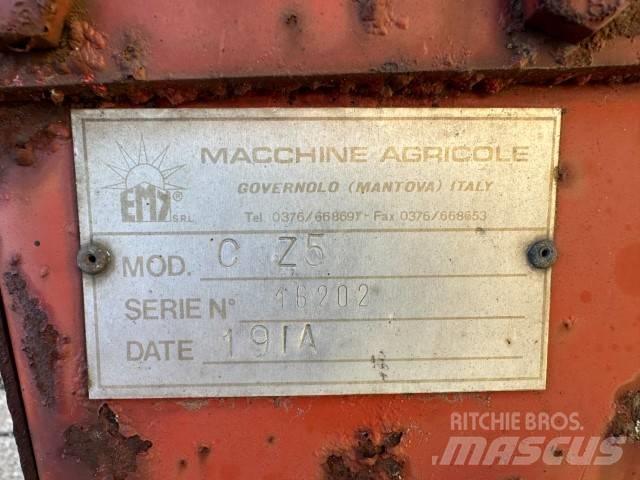 MACCHINE AGRICOLE
EMZ® SRL
GOVERNOLO (MANTOVA) ITALY
Tel. 0376/668697 - Fax 0376/668653
MOD. C Z5
SERIE N° 16202
DATE 191A
RITCHIE BROS.
MASCUS